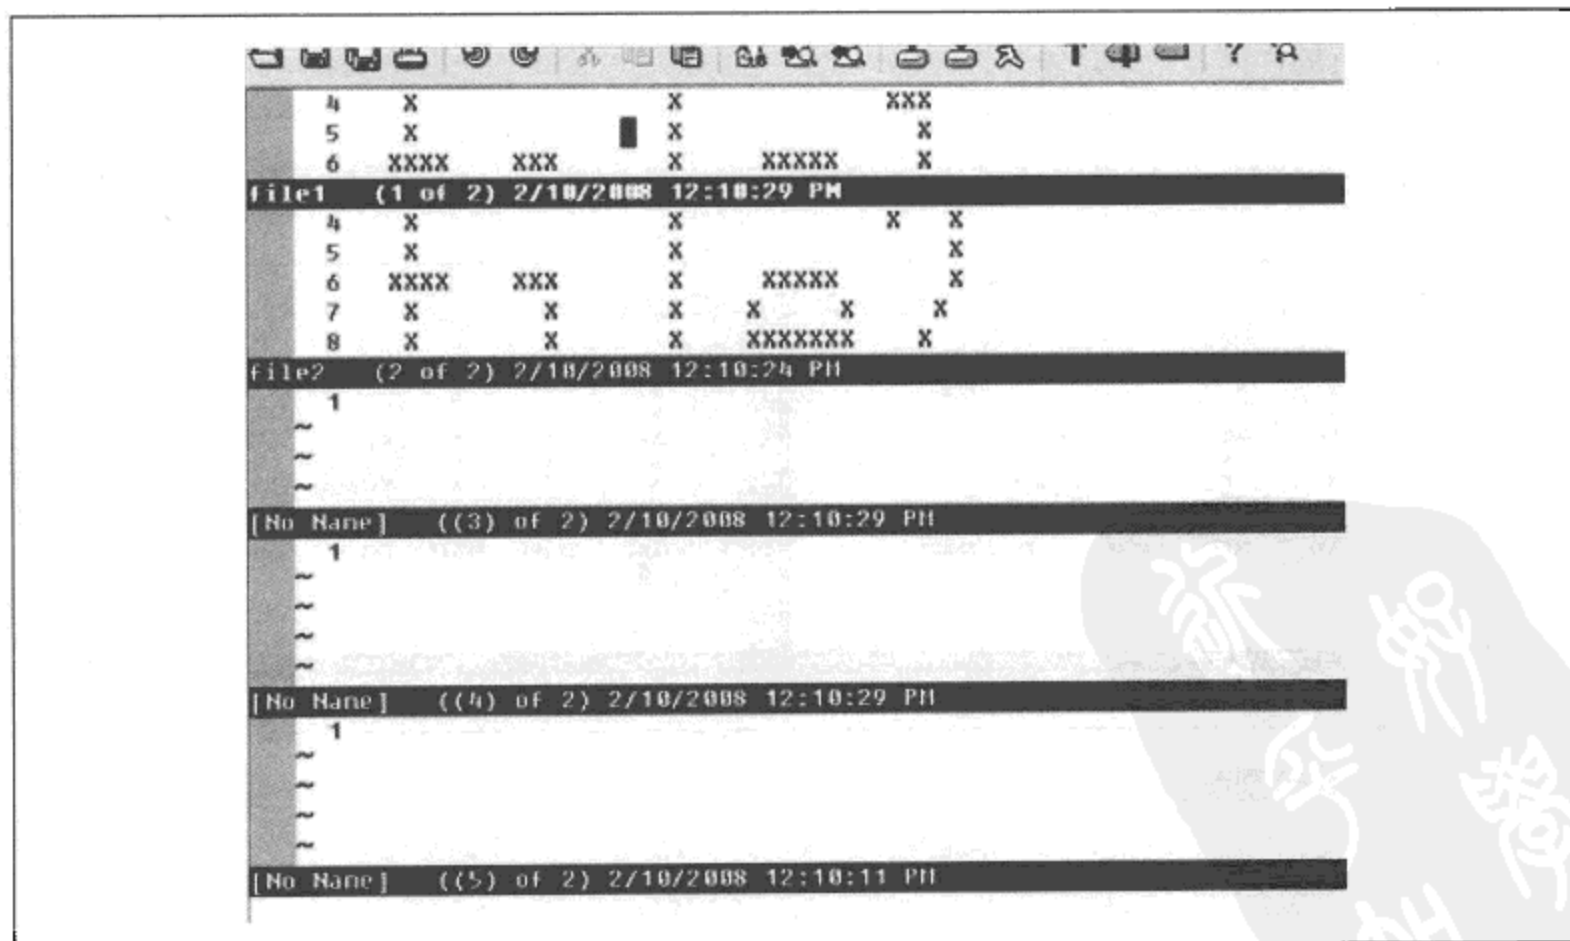 4 X X XXX
5 X X X
6 XXXX XXX X XXXXX X
file1 (1 of 2) 2/10/2008 12:10:29 PM
4 X X X X
5 X X X
6 XXXX XXX X XXXXX X
7 X X X X X X
8 X X X XXXXXXX X
file2 (2 of 2) 2/10/2008 12:10:24 PM
1
~
~
~
[No Name] ((3) of 2) 2/10/2008 12:10:29 PM
1
~
~
~
~
[No Name] ((4) of 2) 2/10/2008 12:10:29 PM
1
~
~
~
~
[No Name] ((5) of 2) 2/10/2008 12:10:11 PM